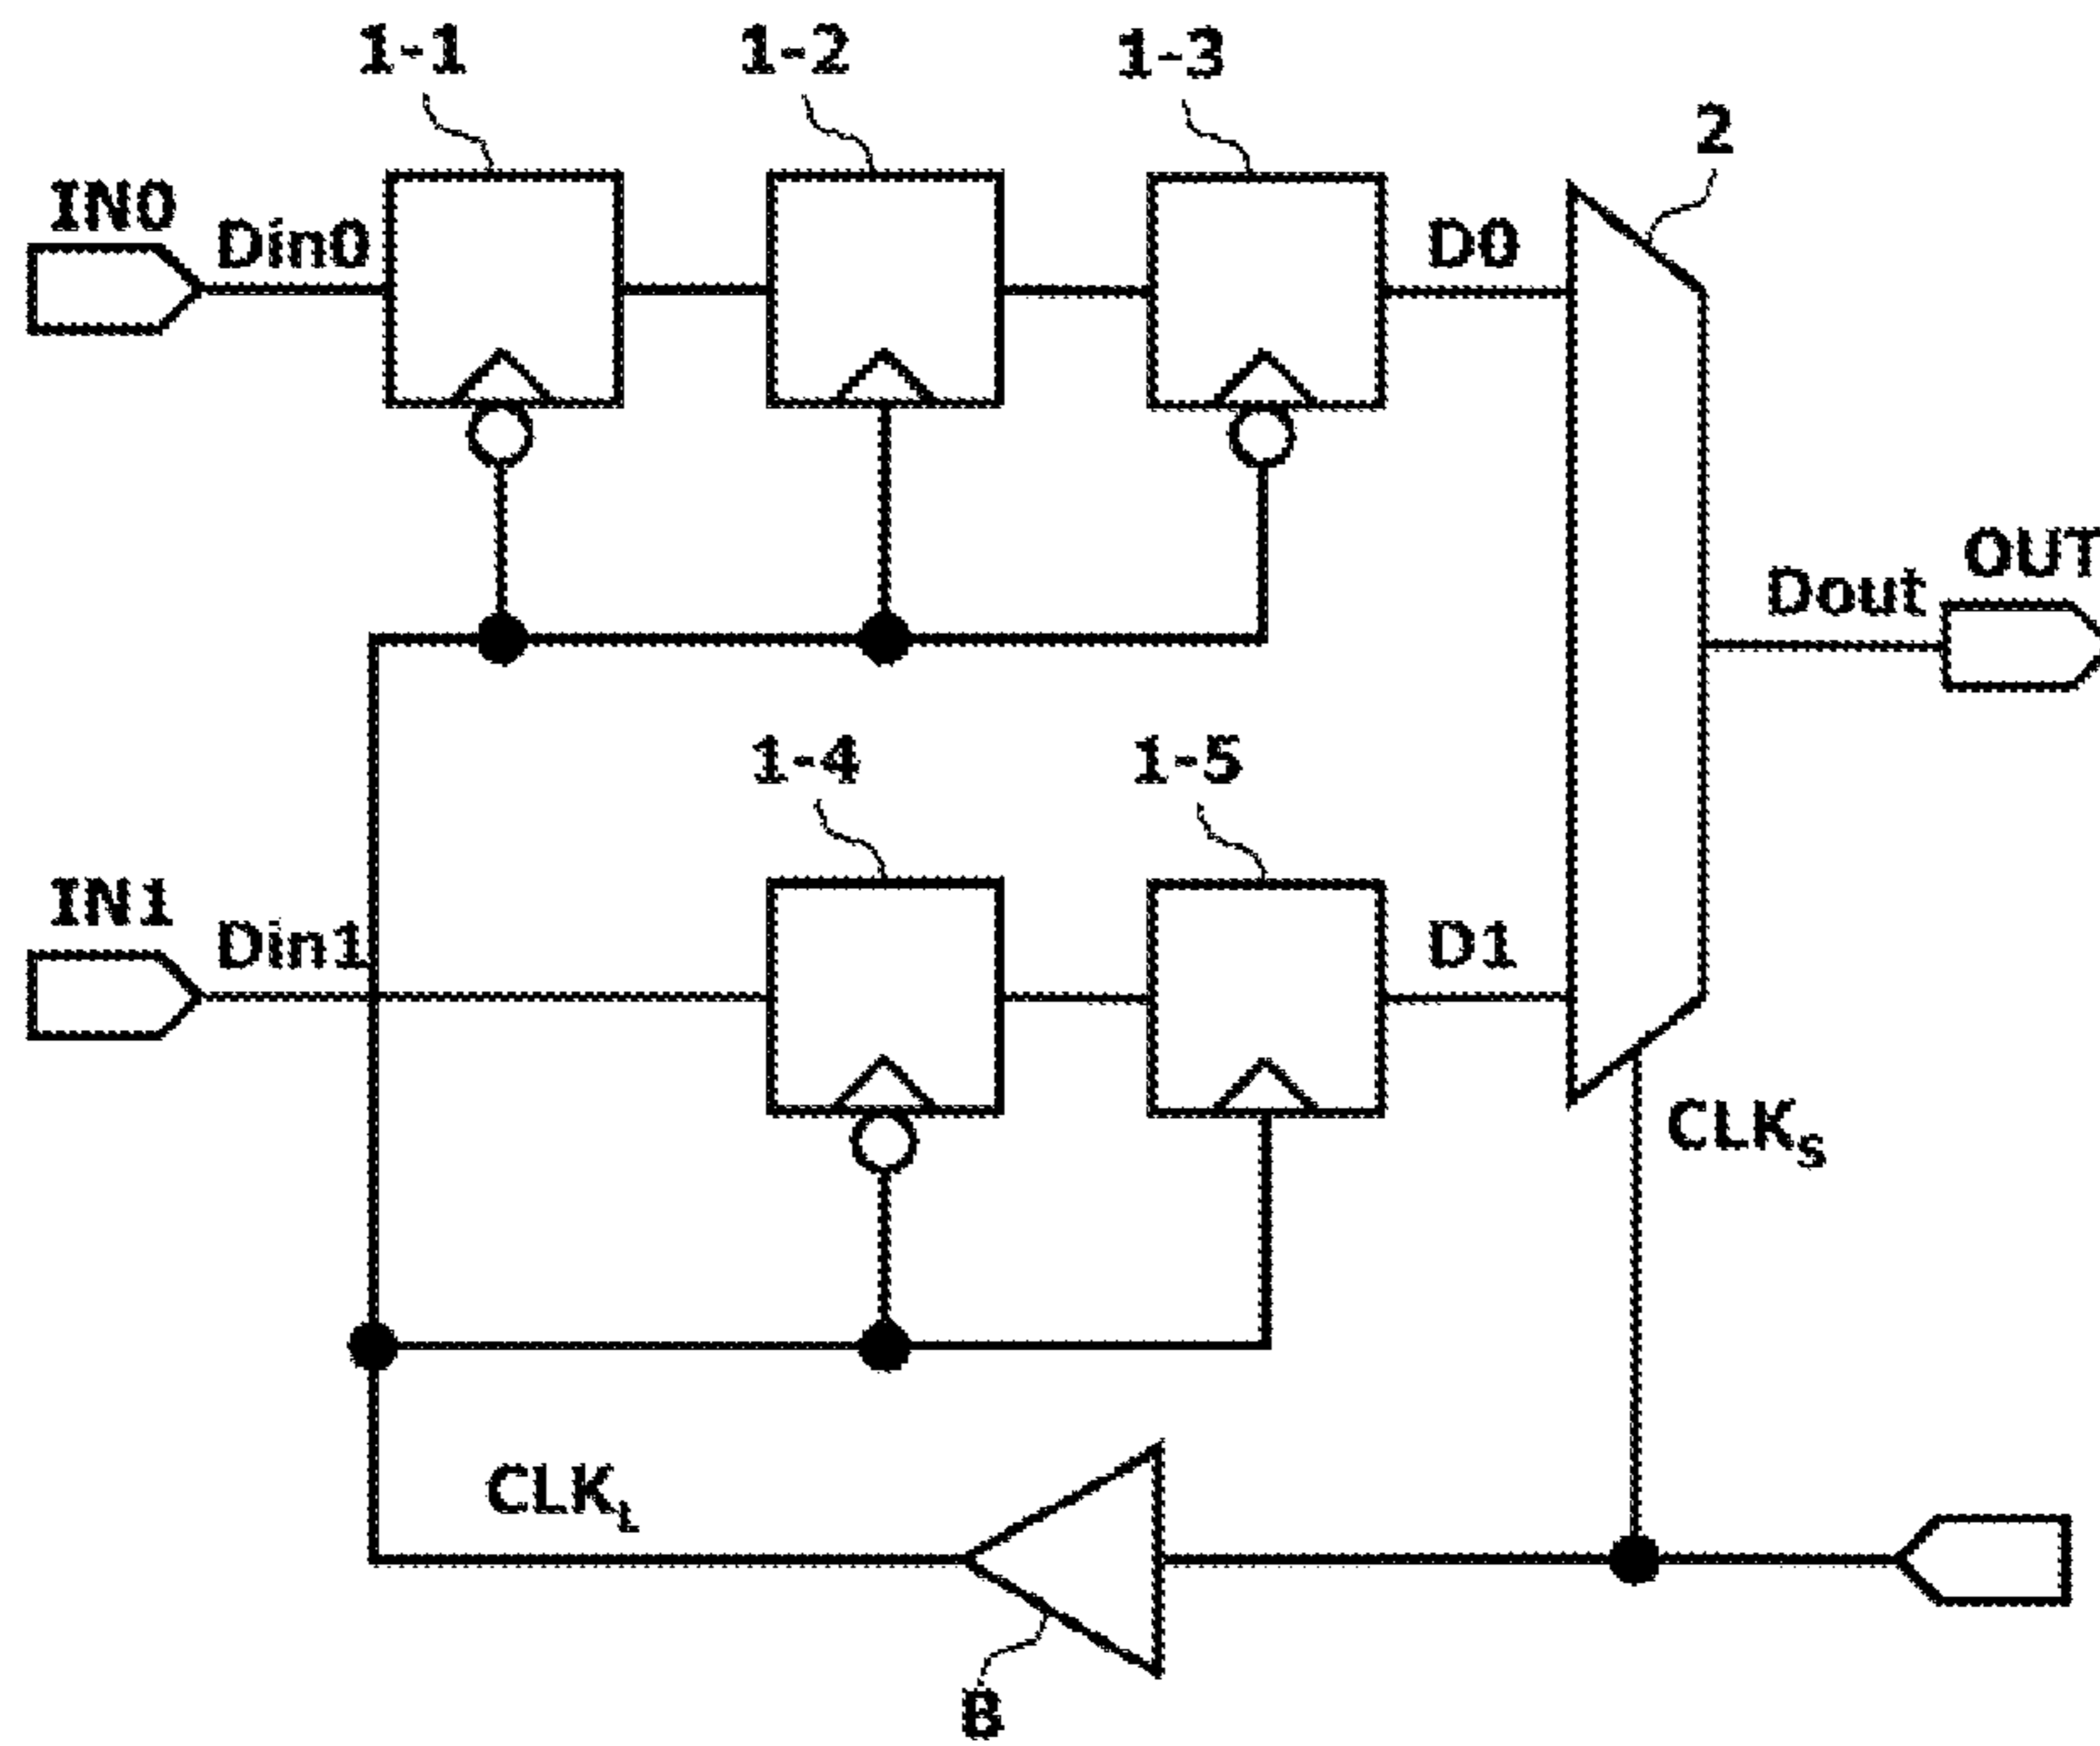 1-1
1-2
1-3
2
IN0
Din0
D0
OUT
Dout
1-4
1-5
IN1
Din1
D1
CLKS
CLKL
B